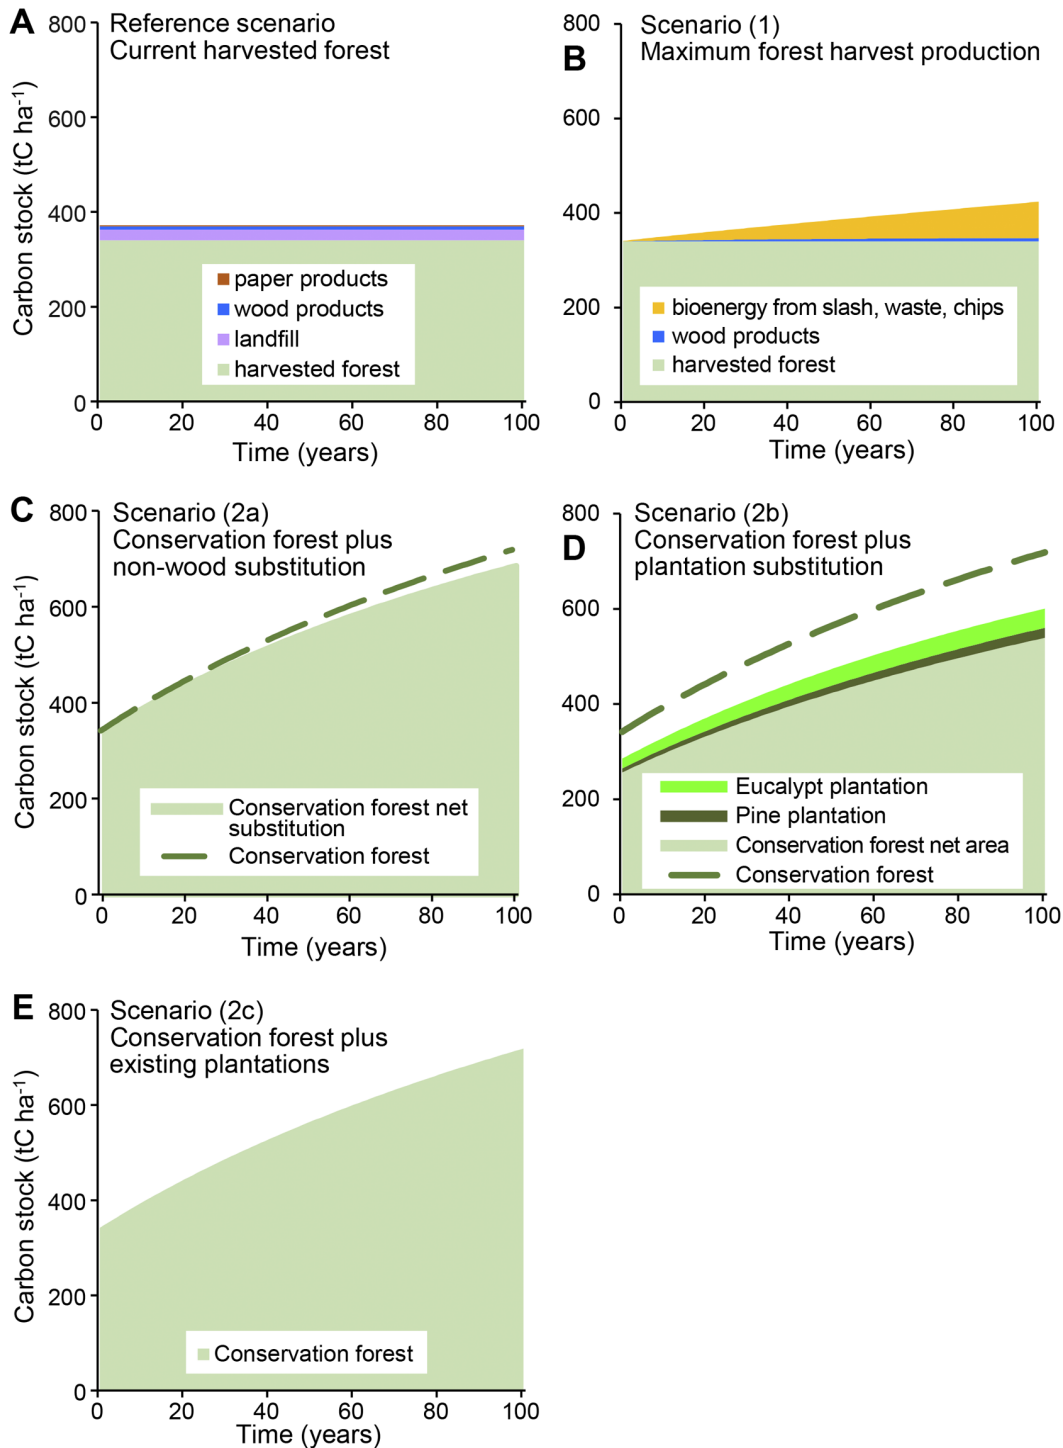 A
Reference scenario
Current harvested forest
Carbon stock (tC ha⁻¹)
800
600
400
200
0
paper products
wood products
landfill
harvested forest
0 20 40 60 80 100
Time (years)
B
Scenario (1)
Maximum forest harvest production
800
600
400
200
0
bioenergy from slash, waste, chips
wood products
harvested forest
0 20 40 60 80 100
Time (years)
C
Scenario (2a)
Conservation forest plus
non-wood substitution
Carbon stock (tC ha⁻¹)
800
600
400
200
0
Conservation forest net
substitution
Conservation forest
0 20 40 60 80 100
Time (years)
D
Scenario (2b)
Conservation forest plus
plantation substitution
800
600
400
200
0
Eucalypt plantation
Pine plantation
Conservation forest net area
Conservation forest
0 20 40 60 80 100
Time (years)
E
Scenario (2c)
Conservation forest plus
existing plantations
Carbon stock (tC ha⁻¹)
800
600
400
200
0
Conservation forest
0 20 40 60 80 100
Time (years)